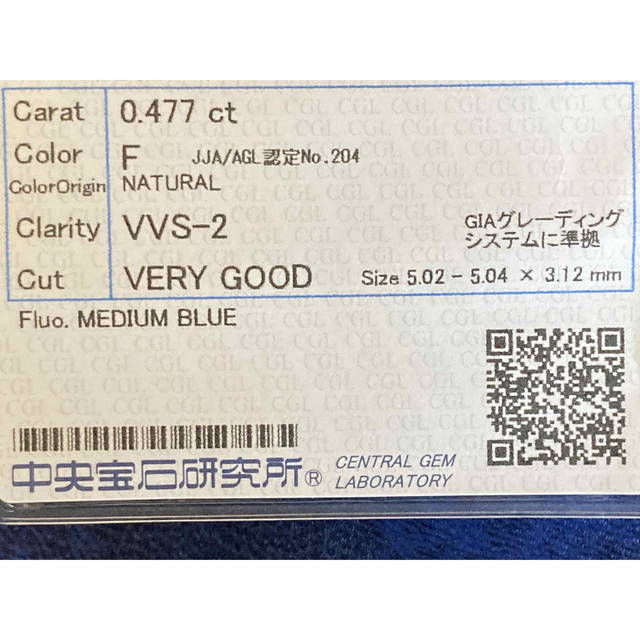 Carat 0.477 ct
Color F JJA/AGL認定No.204
ColorOrigin NATURAL
Clarity VVS-2 GIAグレーディング
システムに準拠
Cut VERY GOOD Size 5.02 - 5.04 × 3.12 mm
Fluo. MEDIUM BLUE
中央宝石研究所® CENTRAL GEM
LABORATORY